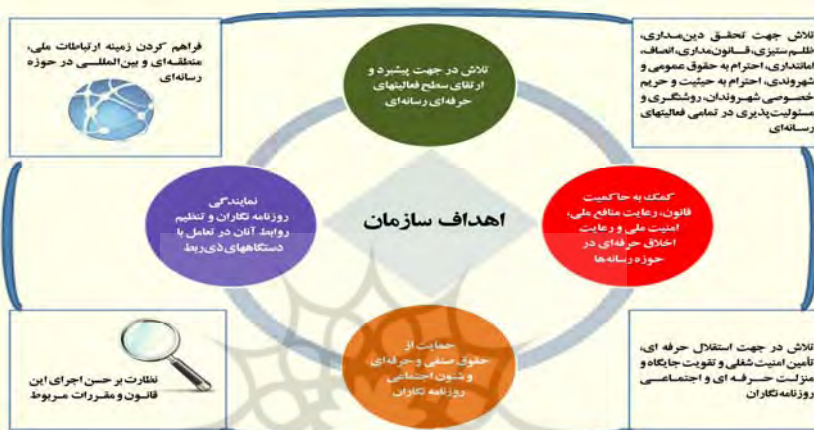 تلاش جهت تحقق دین‌مداری،
ظلم ستیزی، قانون‌مداری، انصاف،
امانتداری، احترام به حقوق عمومی و
شهروندی، احترام به حیثیت و حریم
خصوصی شهروندان، روشنگری و
مسئولیت‌پذیری در تمامی فعالیتهای
رسانه‌ای
تلاش در جهت پیشبرد و
ارتقای سطح فعالیتهای
حرفه‌ای رسانه‌ای
فراهم کردن زمینه ارتباطات ملی،
منطقه‌ای و بین‌المللی در حوزه
رسانه‌ای
کمک به حاکمیت
قانون، رعایت منافع ملی،
امنیت ملی و رعایت
اخلاق حرفه‌ای در
حوزه رسانه‌ها
اهداف سازمان
نمایندگی
روزنامه نگاران و تنظیم
روابط آنان در تعامل با
دستگاههای ذی‌ربط
تلاش در جهت استقلال حرفه ای،
تأمین امنیت شغلی و تقویت جایگاه و
منزلت حرفه ای و اجتماعی
روزنامه‌نگاران
حمایت از
حقوق صنفی و حرفه‌ای
و شئون اجتماعی
روزنامه نگاران
نظارت بر حسن اجرای این
قانون و مقررات مربوط